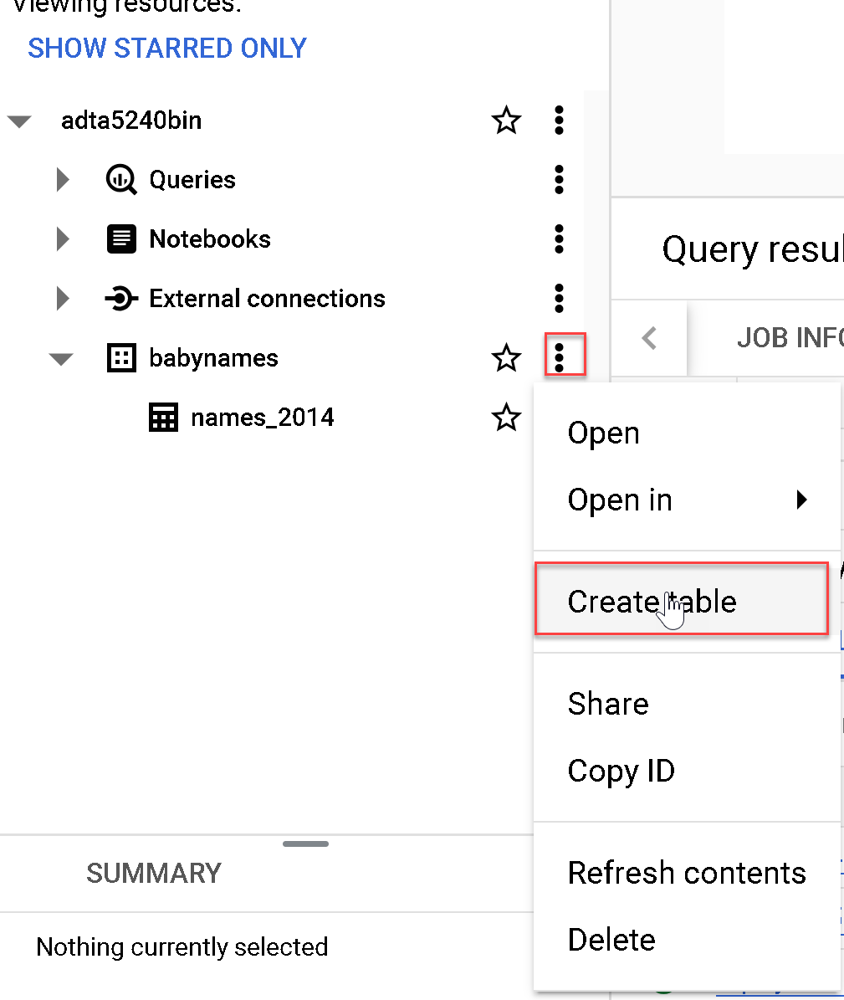 Viewing resources.
SHOW STARRED ONLY
adta5240bin
Queries
Notebooks
External connections
babynames
names_2014
Query resul
JOB INFO
Open
Open in
Create table
Share
Copy ID
Refresh contents
Delete
SUMMARY
Nothing currently selected